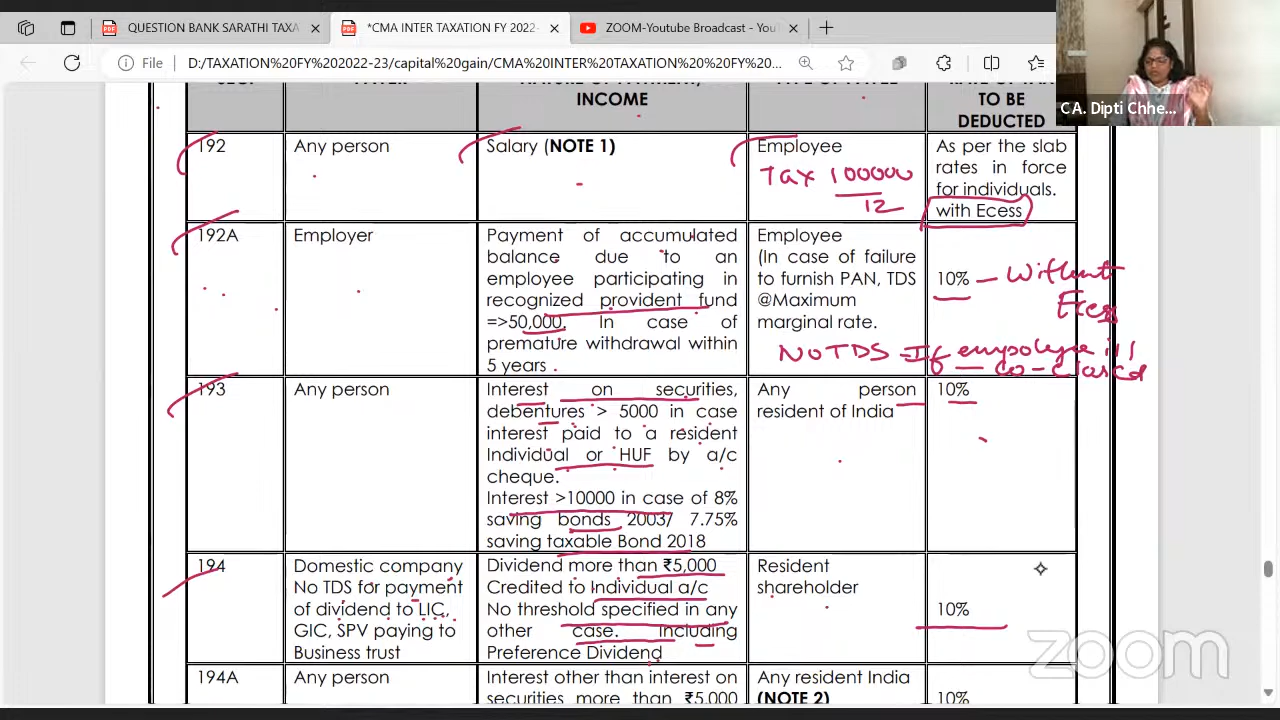 QUESTION BANK SARATHI TAXA
*CMA INTER TAXATION FY 2022-
ZOOM-Youtube Broadcast - You
File
D:/TAXATION%20FY%202022-23/capital%20gain/CMA%20INTER%20TAXATION%20%20FY%20...
CA. Dipti Chhe...
INCOME
TO BE
DEDUCTED
192
Any person
Salary (NOTE 1)
Employee
Tax 100000
12
As per the slab
rates in force
for individuals.
with Ecess
192A
Employer
Payment of accumulated
balance due to an
employee participating in
recognized provident fund
=>50,000. In case of
premature withdrawal within
5 years
Employee
(In case of failure
to furnish PAN, TDS
@Maximum
marginal rate.
10% - Without
Ecess
NO TDS - If
193
Any person
Interest on securities,
debentures > 5000 in case
interest paid to a resident
Individual or HUF by a/c
cheque.
Interest >10000 in case of 8%
saving bonds 2003/ 7.75%
saving taxable Bond 2018
Any person
resident of India
10%
194
Domestic company
No TDS for payment
of dividend to LIC,
GIC, SPV paying to
Business trust
Dividend more than ₹5,000
Credited to Individual a/c
No threshold specified in any
other case. Including
Preference Dividend
Resident
shareholder
10%
194A
Any person
Interest other than interest on
securities more than ₹5,000
Any resident India
(NOTE 2)
10%
zoom